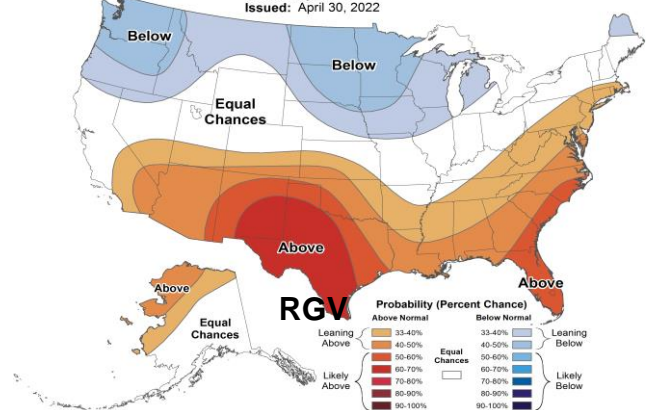 Issued: April 30, 2022
Below
Below
Equal
Chances
Above
Above
Above
Equal
Chances
RGV
Probability (Percent Chance)
Above Normal
Below Normal
Leaning
Above
Likely
Above
33-40%
40-50%
50-60%
60-70%
70-80%
80-90%
90-100%
Equal
Chances
33-40%
40-50%
50-60%
60-70%
70-80%
80-90%
90-100%
Leaning
Below
Likely
Below